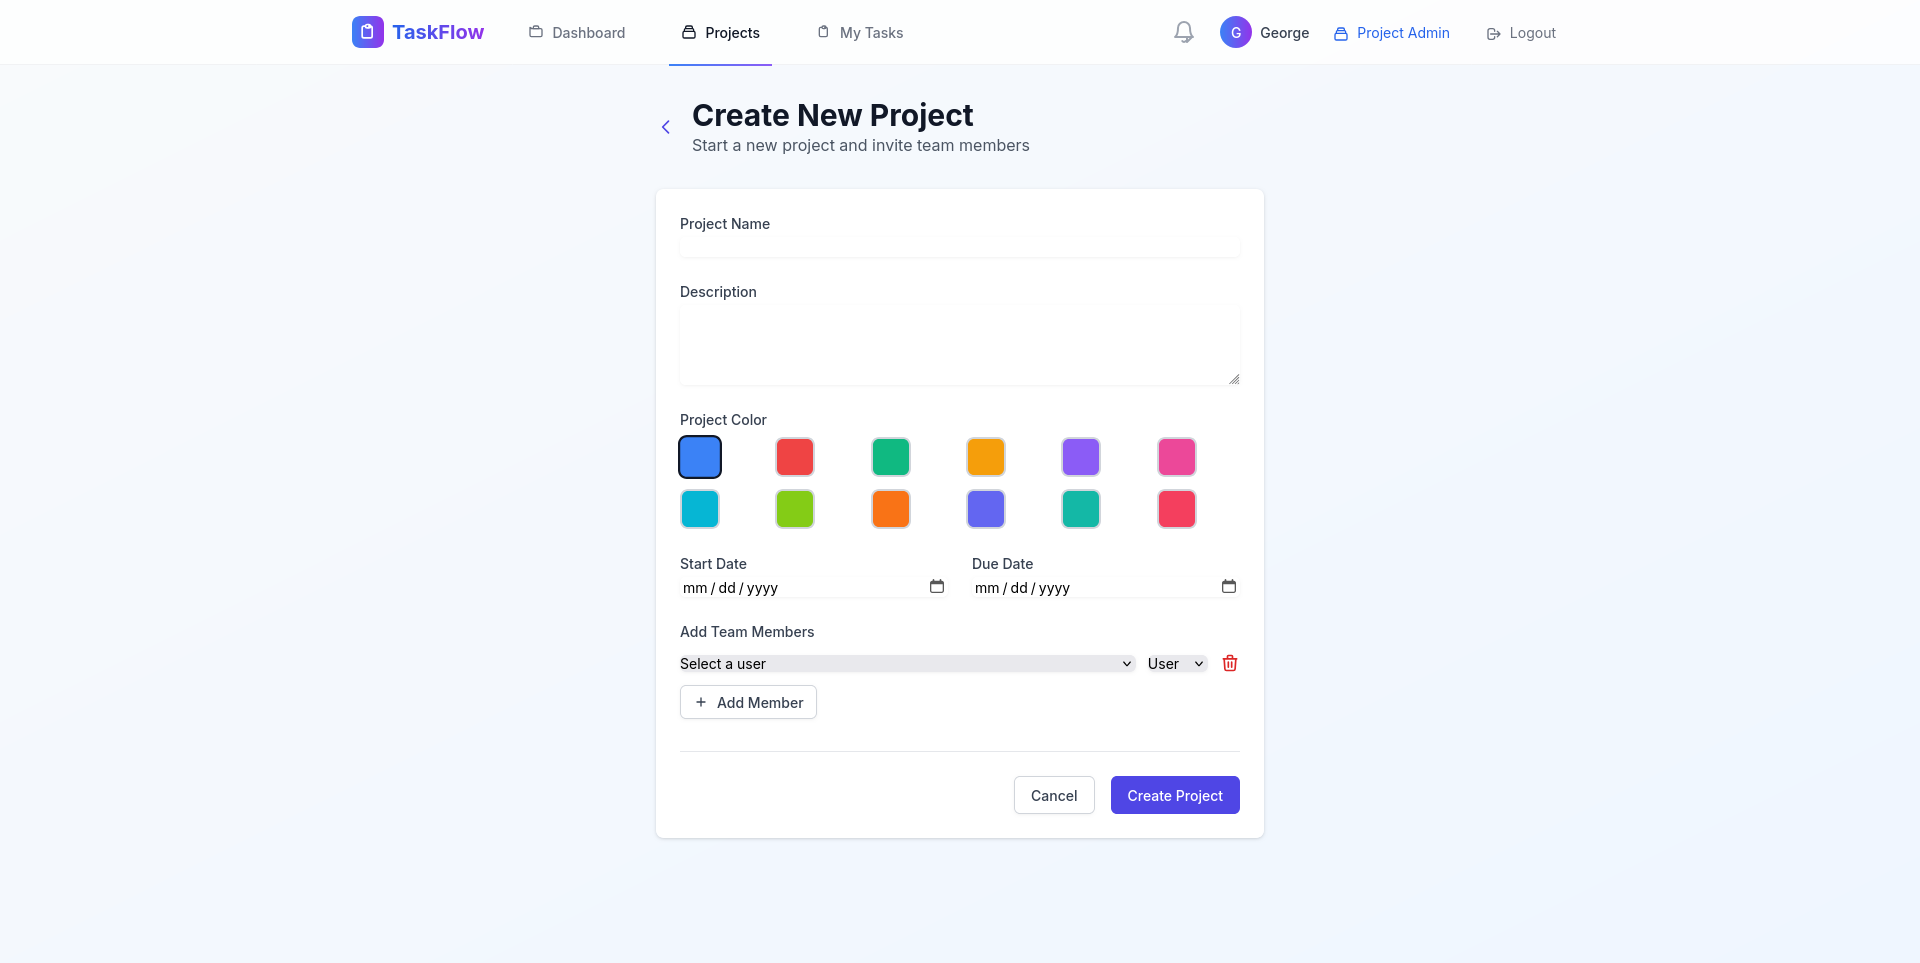 TaskFlow Dashboard Projects My Tasks G George Project Admin Logout
Create New Project
Start a new project and invite team members
Project Name
Description
Project Color
Start Date Due Date
mm / dd / yyyy mm / dd / yyyy
Add Team Members
Select a user User
Add Member
Cancel Create Project